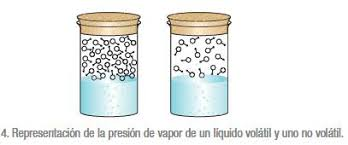 4. Representación de la presión de vapor de un líquido volátil y uno no volátil.